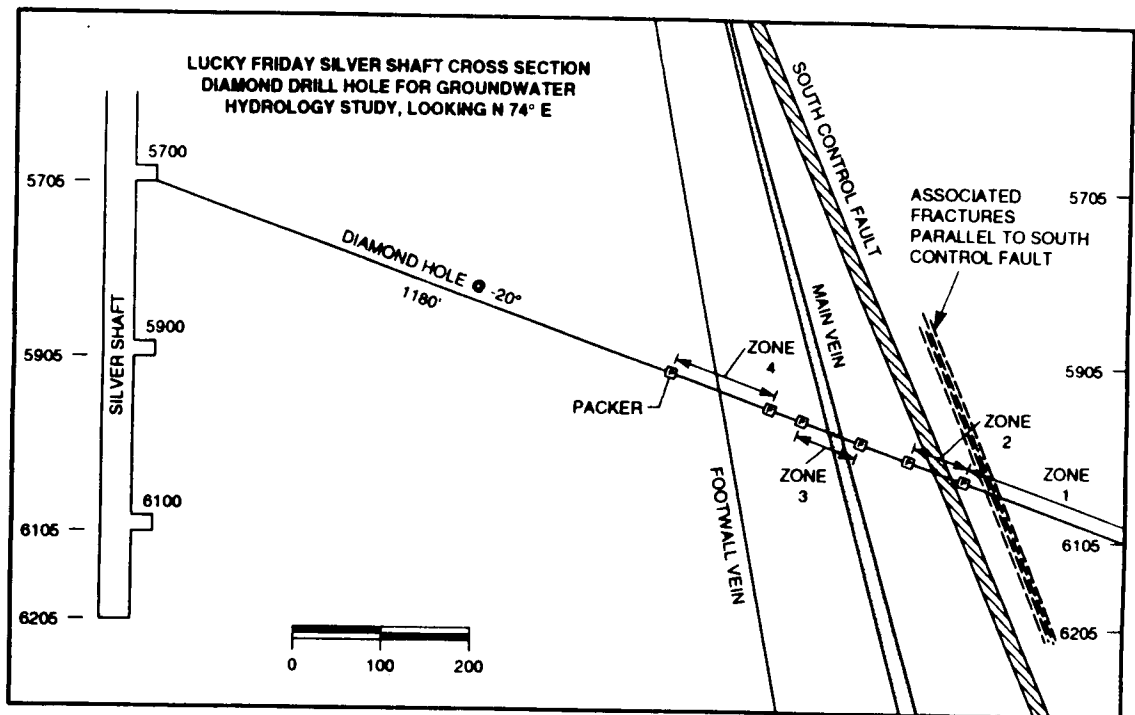 LUCKY FRIDAY SILVER SHAFT CROSS SECTION
DIAMOND DRILL HOLE FOR GROUNDWATER
HYDROLOGY STUDY, LOOKING N 74° E
5700
5705
5900
5905
6100
6105
6205
SILVER SHAFT
DIAMOND HOLE @ -20°
1180'
PACKER
P
P
P
P
P
P
ZONE
4
ZONE
3
ZONE
2
ZONE
1
FOOTWALL VEIN
MAIN VEIN
SOUTH CONTROL FAULT
ASSOCIATED
FRACTURES
PARALLEL TO SOUTH
CONTROL FAULT
5705
5905
6105
6205
0 100 200